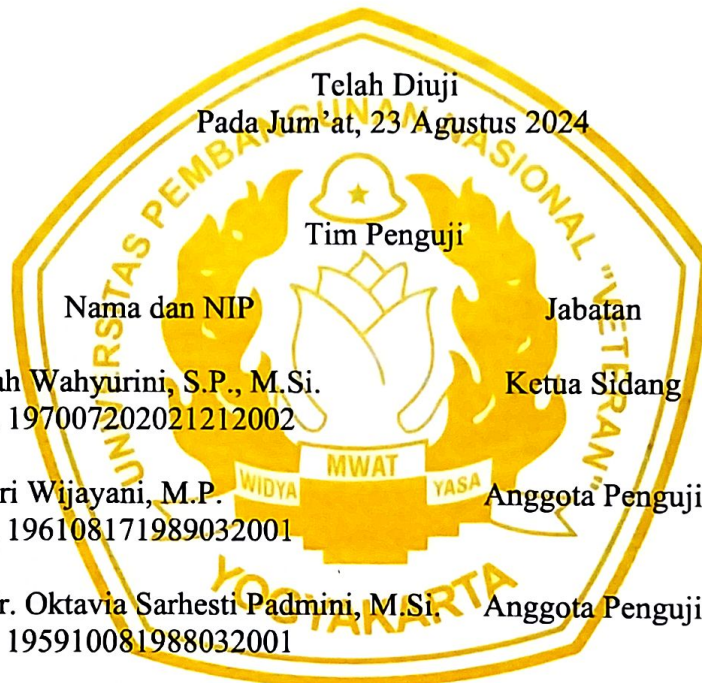 Telah Diuji
Pada Jum’at, 23 Agustus 2024
Tim Penguji
Nama dan NIP Jabatan
Wahyurini, S.P., M.Si. Ketua Sidang
197007202021212002
Wijayani, M.P. Anggota Penguji
196108171989032001
Oktavia Sarhesti Padmini, M.Si. Anggota Penguji
195910081988032001
UNIVERSITAS PEMBANGUNAN NASIONAL "VETERAN"
WIDYA MWAT YASA
YOGYAKARTA